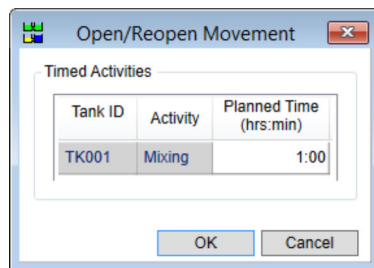 Open/Reopen Movement
Timed Activities
Tank ID Activity Planned Time
(hrs:min)
TK001 Mixing 1:00
OK Cancel